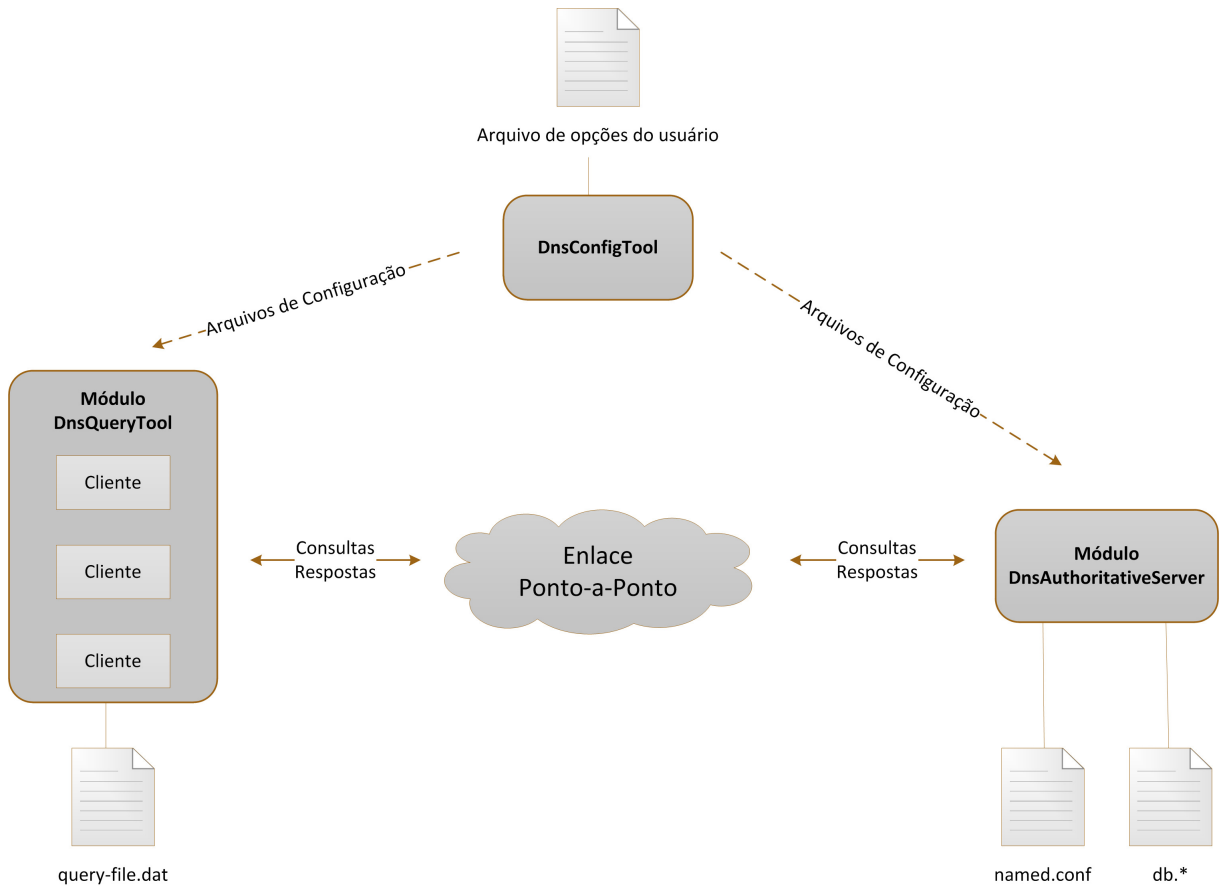 Arquivo de opções do usuário
DnsConfigTool
Arquivos de Configuração
Arquivos de Configuração
Módulo
DnsQueryTool
Cliente
Cliente
Cliente
Consultas
Respostas
Enlace
Ponto-a-Ponto
Consultas
Respostas
Módulo
DnsAuthoritativeServer
query-file.dat
named.conf
db.*